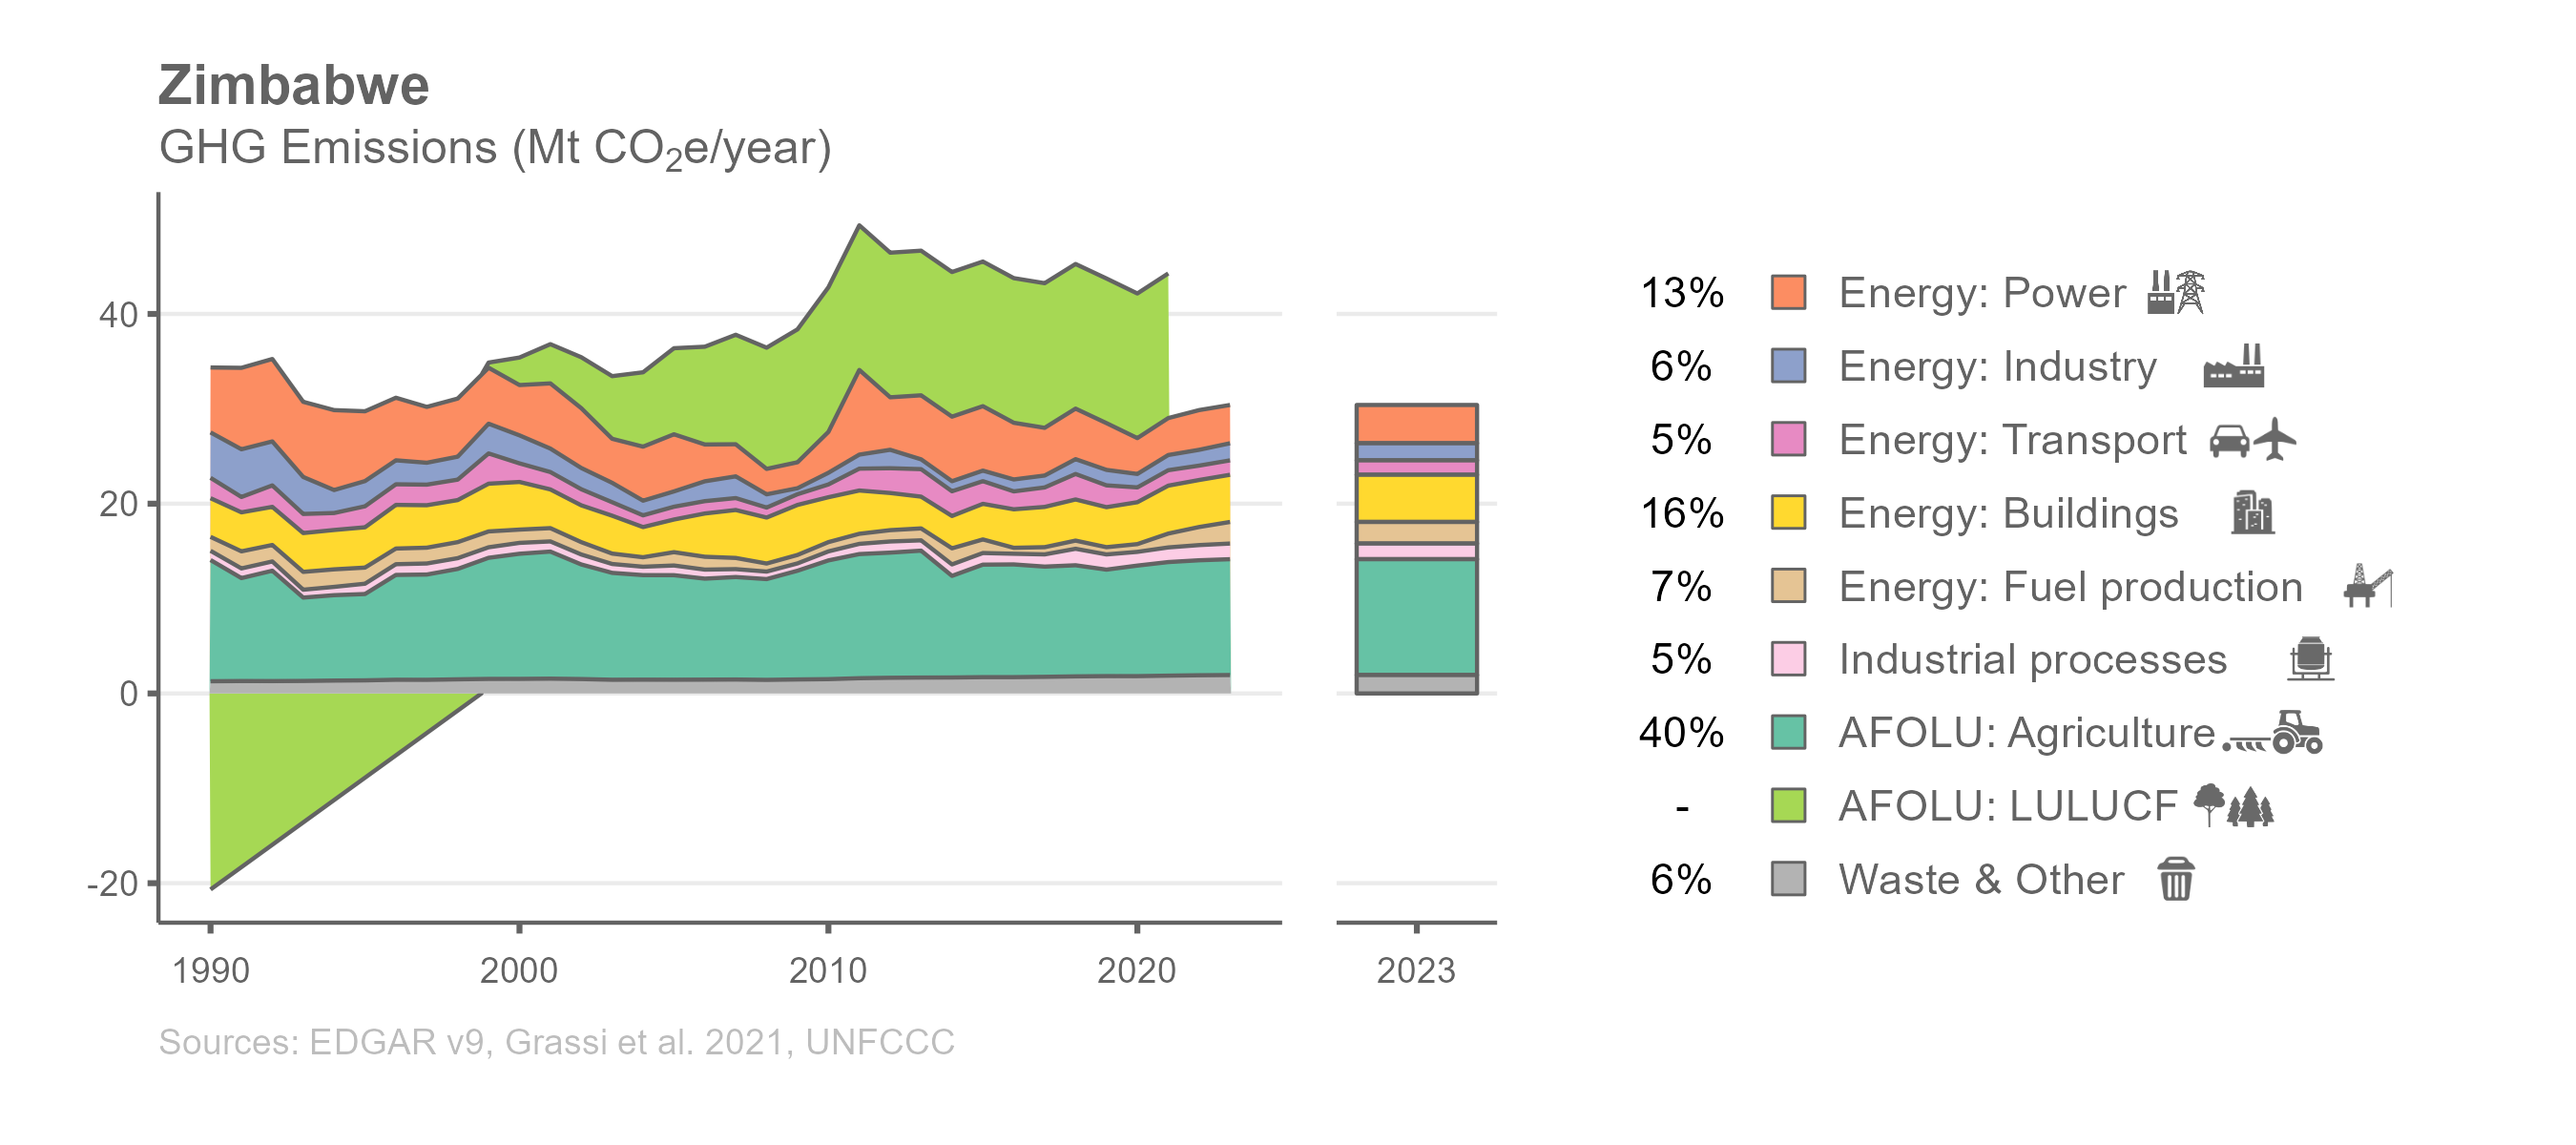 Zimbabwe
GHG Emissions (Mt CO₂e/year)
40
20
0
-20
1990 2000 2010 2020 2023
13% Energy: Power
6% Energy: Industry
5% Energy: Transport
16% Energy: Buildings
7% Energy: Fuel production
5% Industrial processes
40% AFOLU: Agriculture
- AFOLU: LULUCF
6% Waste & Other
Sources: EDGAR v9, Grassi et al. 2021, UNFCCC